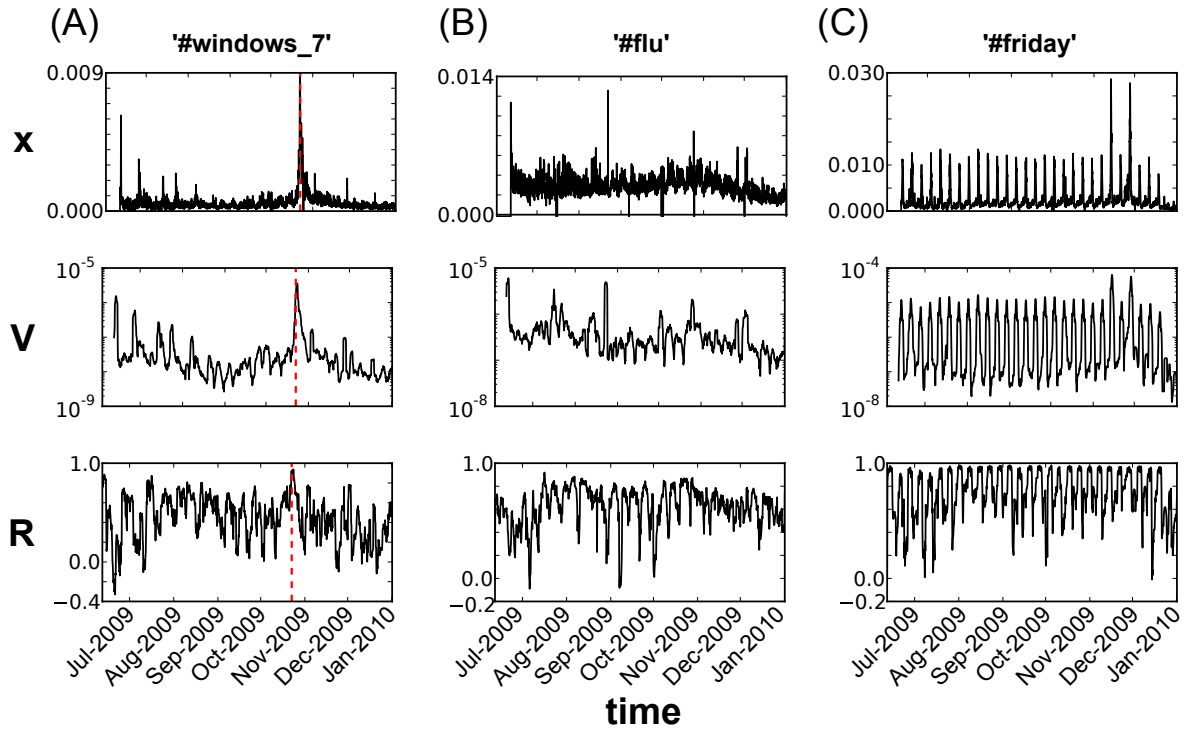 (A) (B) (C)
'#windows_7' '#flu' '#friday'
x
0.009
0.000
0.014
0.000
0.030
0.010
0.000
V
10^-5
10^-9
10^-5
10^-8
10^-4
10^-8
R
1.0
0.0
−0.4
1.0
0.0
−0.2
1.0
0.0
−0.2
Jul-2009 Aug-2009 Sep-2009 Oct-2009 Nov-2009 Dec-2009 Jan-2010
Jul-2009 Aug-2009 Sep-2009 Oct-2009 Nov-2009 Dec-2009 Jan-2010
Jul-2009 Aug-2009 Sep-2009 Oct-2009 Nov-2009 Dec-2009 Jan-2010
time